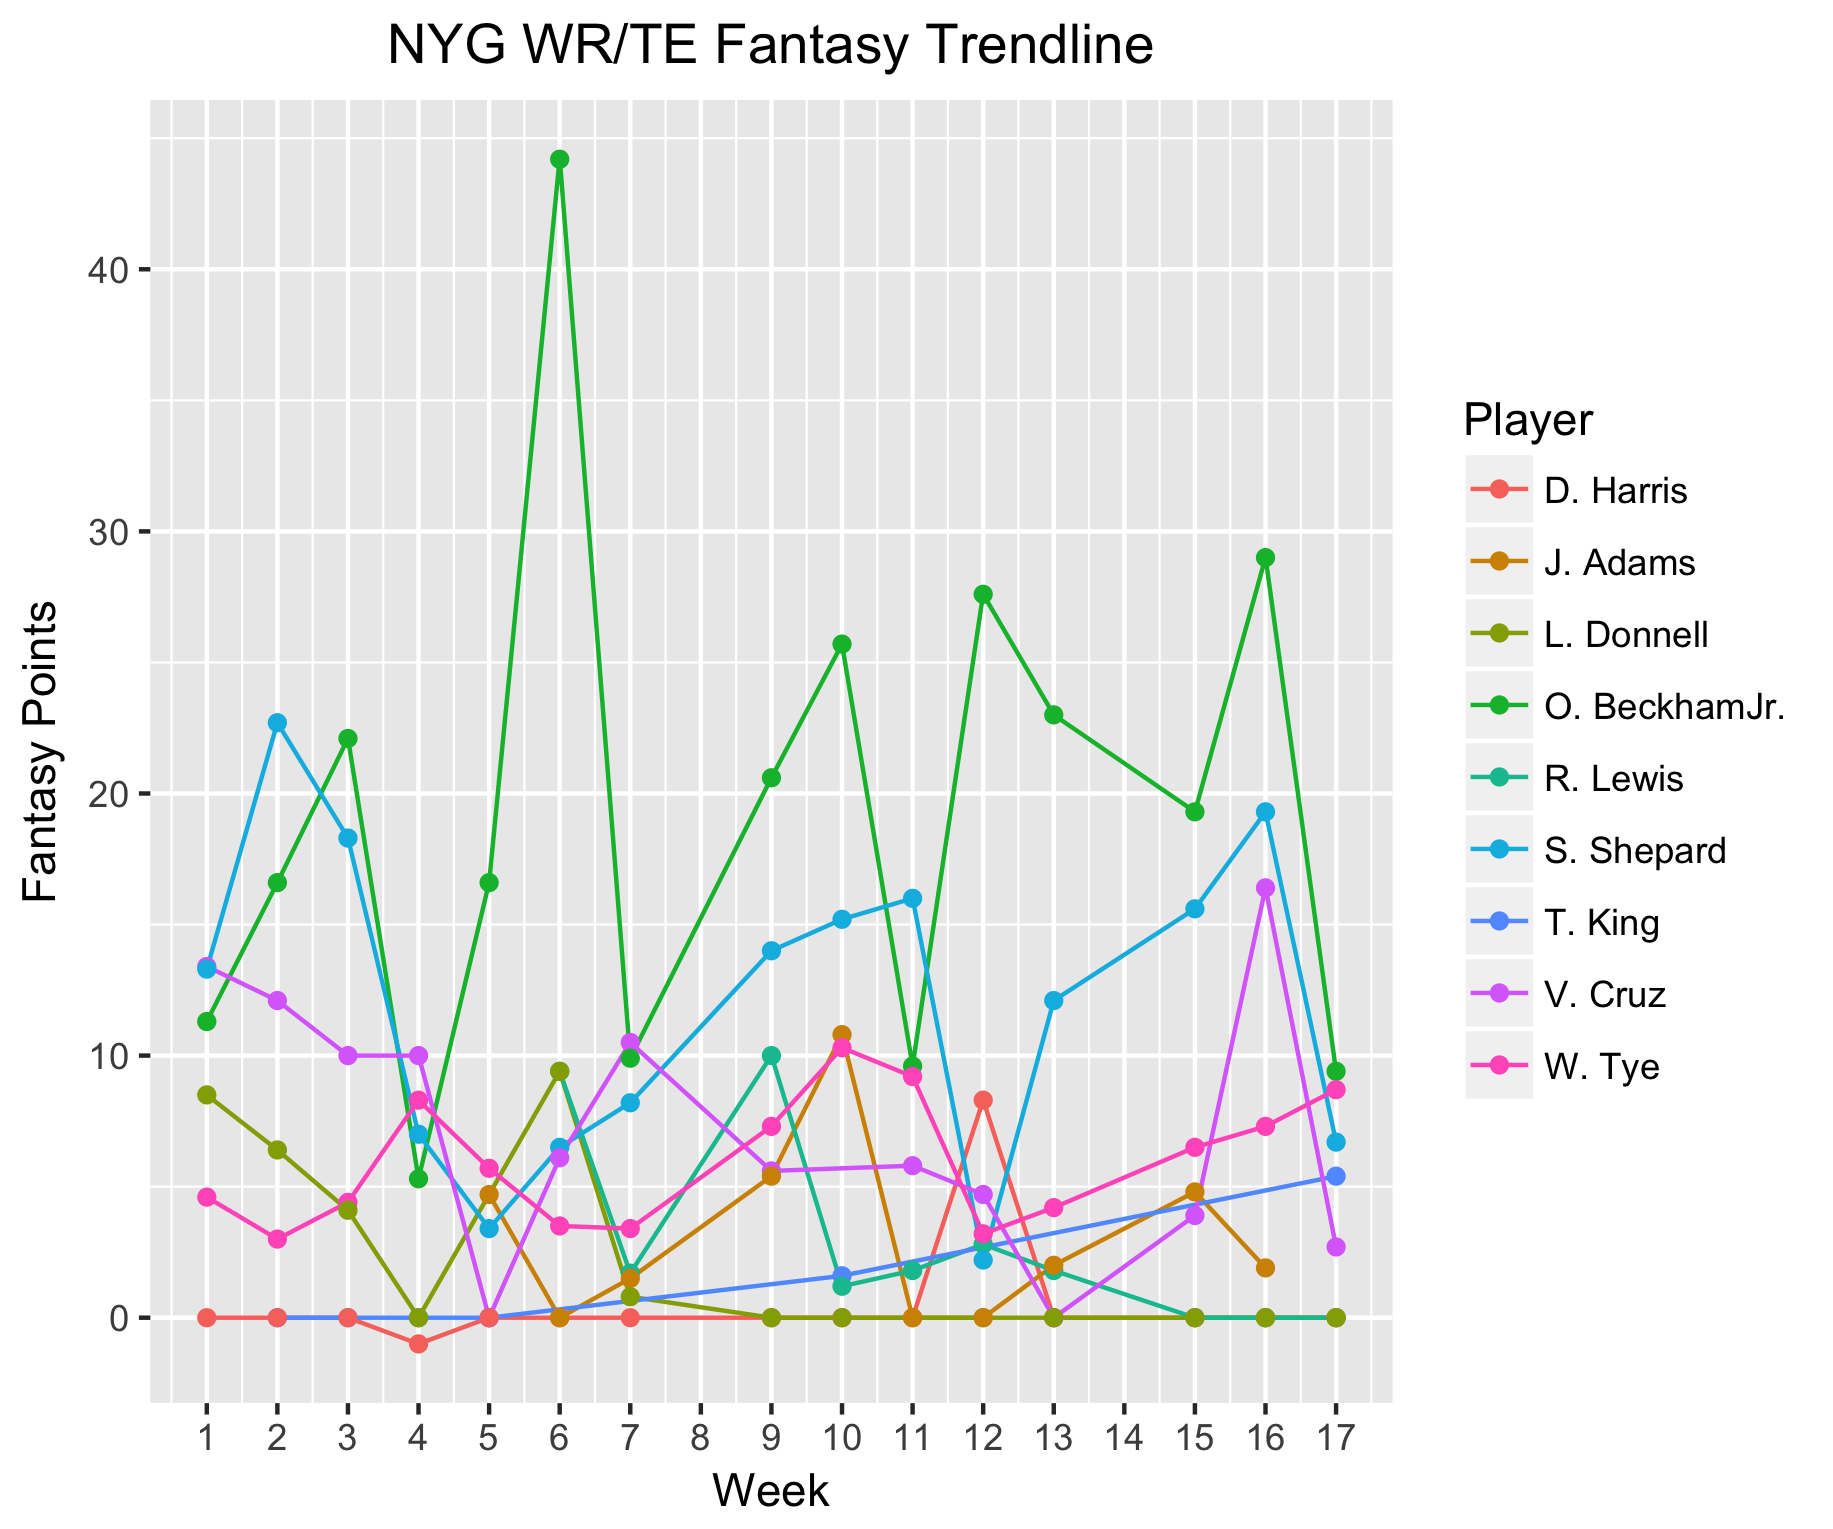 NYG WR/TE Fantasy Trendline
Fantasy Points
40
30
20
10
0
1 2 3 4 5 6 7 8 9 10 11 12 13 14 15 16 17
Week
Player
D. Harris
J. Adams
L. Donnell
O. BeckhamJr.
R. Lewis
S. Shepard
T. King
V. Cruz
W. Tye